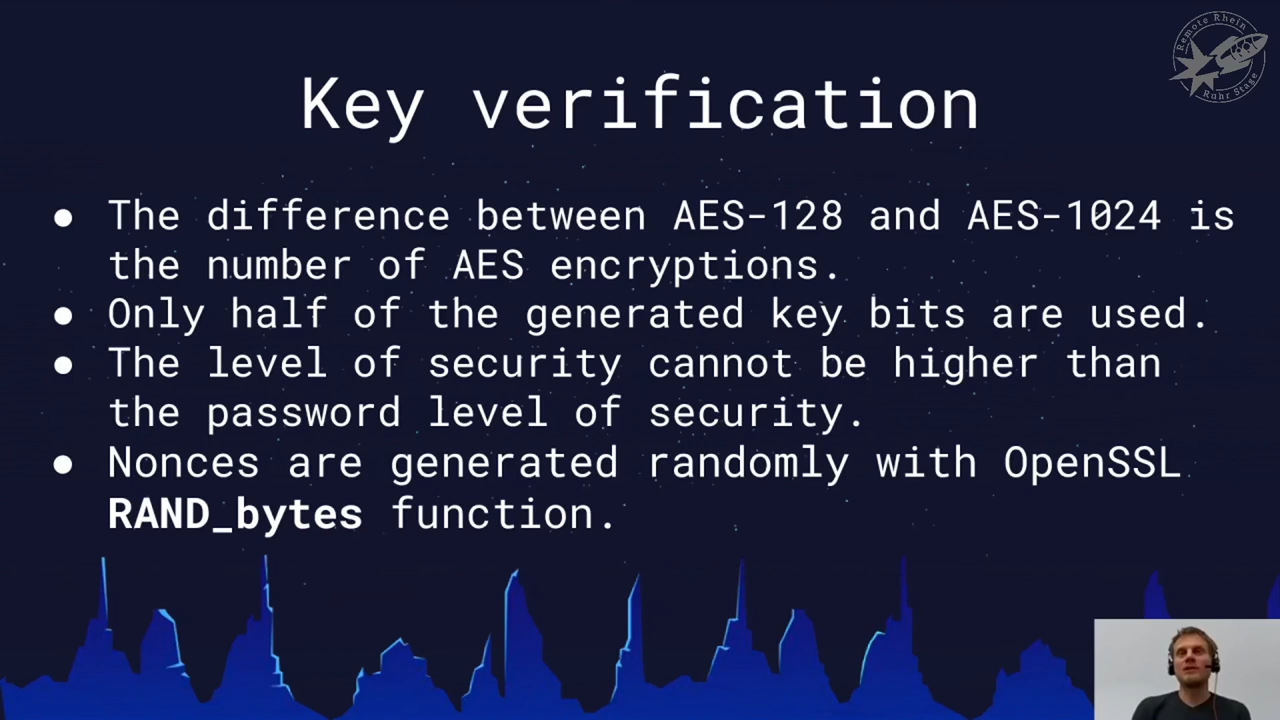 Remote Rhein
Ruhr Stage
Key verification
● The difference between AES-128 and AES-1024 is
the number of AES encryptions.
● Only half of the generated key bits are used.
● The level of security cannot be higher than
the password level of security.
● Nonces are generated randomly with OpenSSL
RAND_bytes function.